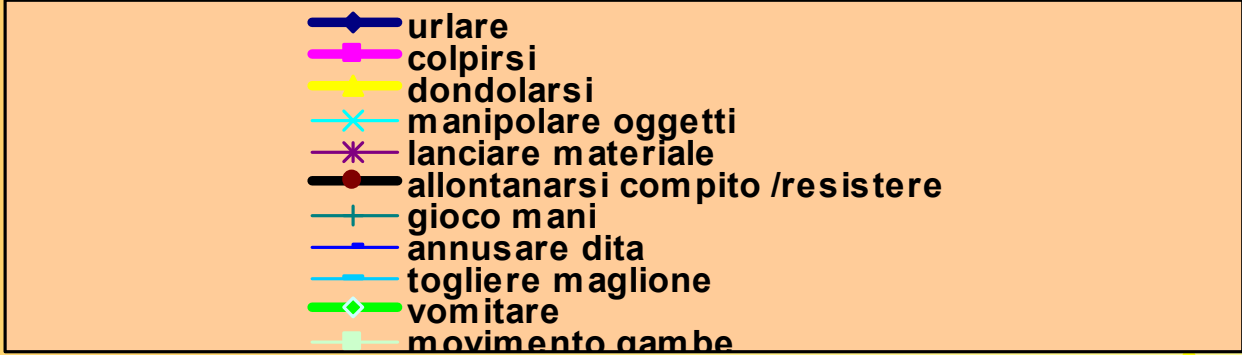 urlare
colpirsi
dondolarsi
manipolare oggetti
lanciare materiale
allontanarsi compito /resistere
gioco mani
annusare dita
togliere maglione
vomitare
movimento gambe